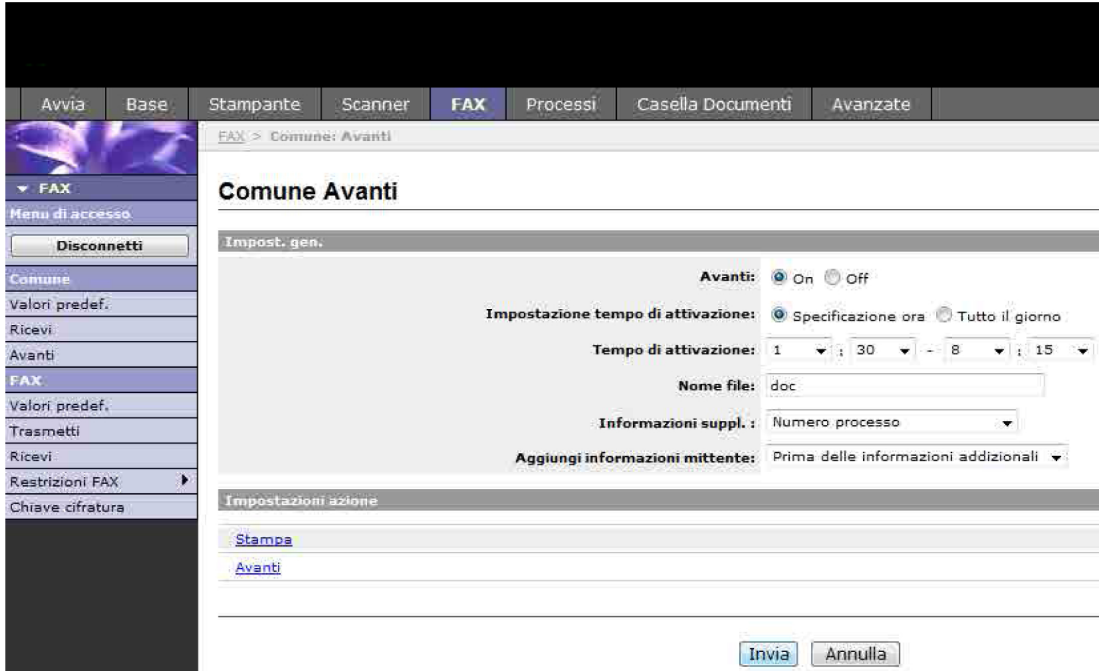 Avvia Base Stampante Scanner FAX Processi Casella Documenti Avanzate
FAX > Comune: Avanti
FAX
Menu di accesso
Disconnetti
Comune
Valori predef.
Ricevi
Avanti
FAX
Valori predef.
Trasmetti
Ricevi
Restrizioni FAX
Chiave cifratura
Comune Avanti
Impost. gen.
Avanti: On Off
Impostazione tempo di attivazione: Specificazione ora Tutto il giorno
Tempo di attivazione: 1 : 30 - 8 : 15
Nome file: doc
Informazioni suppl. : Numero processo
Aggiungi informazioni mittente: Prima delle informazioni addizionali
Impostazioni azione
Stampa
Avanti
Invia Annulla